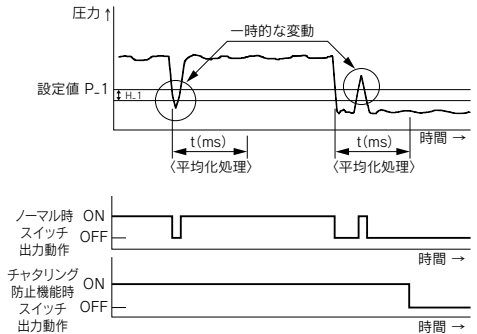 圧力 ↑
一時的な変動
設定値 P_1
H_1
t(ms)
t(ms)
時間 →
〈平均化処理〉
〈平均化処理〉
ノーマル時
スイッチ
出力動作
ON
OFF
時間 →
チャタリング
防止機能時
スイッチ
出力動作
ON
OFF
時間 →